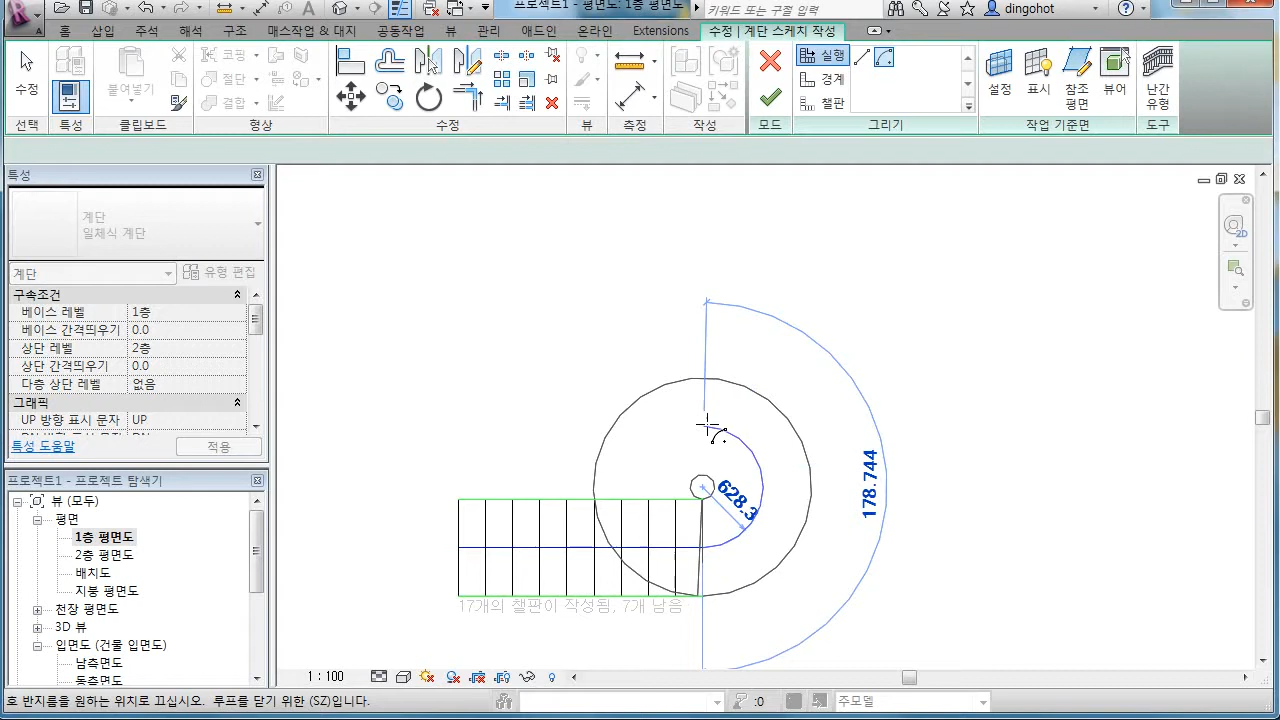 프로젝트1 - 평면도: 1층 평면도
키워드 또는 구절 입력
dingohot
홈 삽입 주석 해석 구조 매스작업 & 대지 공동작업 뷰 관리 애드인 온라인 Extensions 수정 | 계단 스케치 작성
수정
붙여넣기
코핑
절단
결합
실행
경계
챌판
설정
표시
참조
평면
뷰어
난간
유형
선택 특성 클립보드 형상 수정 뷰 측정 작성 모드 그리기 작업 기준면 도구
특성
계단
일체식 계단
계단
유형 편집
구속조건
베이스 레벨 1층
베이스 간격띄우기 0.0
상단 레벨 2층
상단 간격띄우기 0.0
다층 상단 레벨 없음
그래픽
UP 방향 표시 문자 UP
특성 도움말
적용
프로젝트1 - 프로젝트 탐색기
뷰 (모두)
평면
1층 평면도
2층 평면도
배치도
지붕 평면도
천장 평면도
3D 뷰
입면도 (건물 입면도)
남측면도
동측면도
2D
628.3
178.744
17개의 챌판이 작성됨, 7개 남음
1 : 100
호 반지름을 원하는 위치로 끄십시오. 루프를 닫기 위한 (SZ)입니다.
:0
주모델